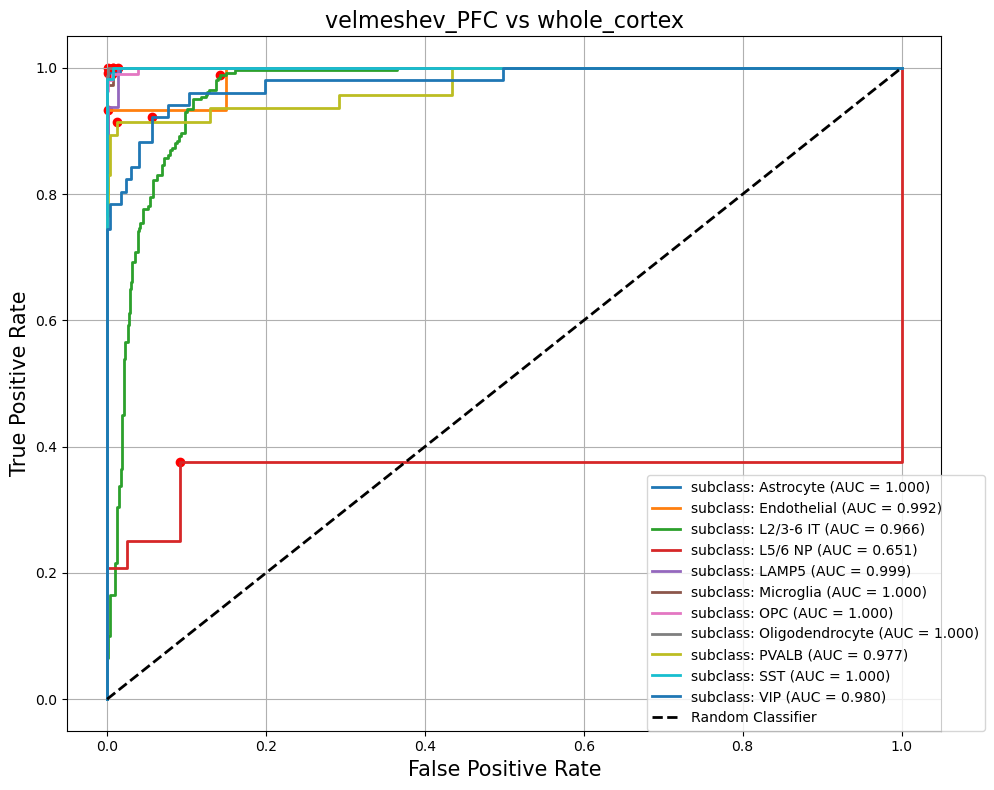 velmeshev_PFC vs whole_cortex
True Positive Rate
1.0
0.8
0.6
0.4
0.2
0.0
0.0
0.2
0.4
0.6
0.8
1.0
False Positive Rate
subclass: Astrocyte (AUC = 1.000)
subclass: Endothelial (AUC = 0.992)
subclass: L2/3-6 IT (AUC = 0.966)
subclass: L5/6 NP (AUC = 0.651)
subclass: LAMP5 (AUC = 0.999)
subclass: Microglia (AUC = 1.000)
subclass: OPC (AUC = 1.000)
subclass: Oligodendrocyte (AUC = 1.000)
subclass: PVALB (AUC = 0.977)
subclass: SST (AUC = 1.000)
subclass: VIP (AUC = 0.980)
Random Classifier